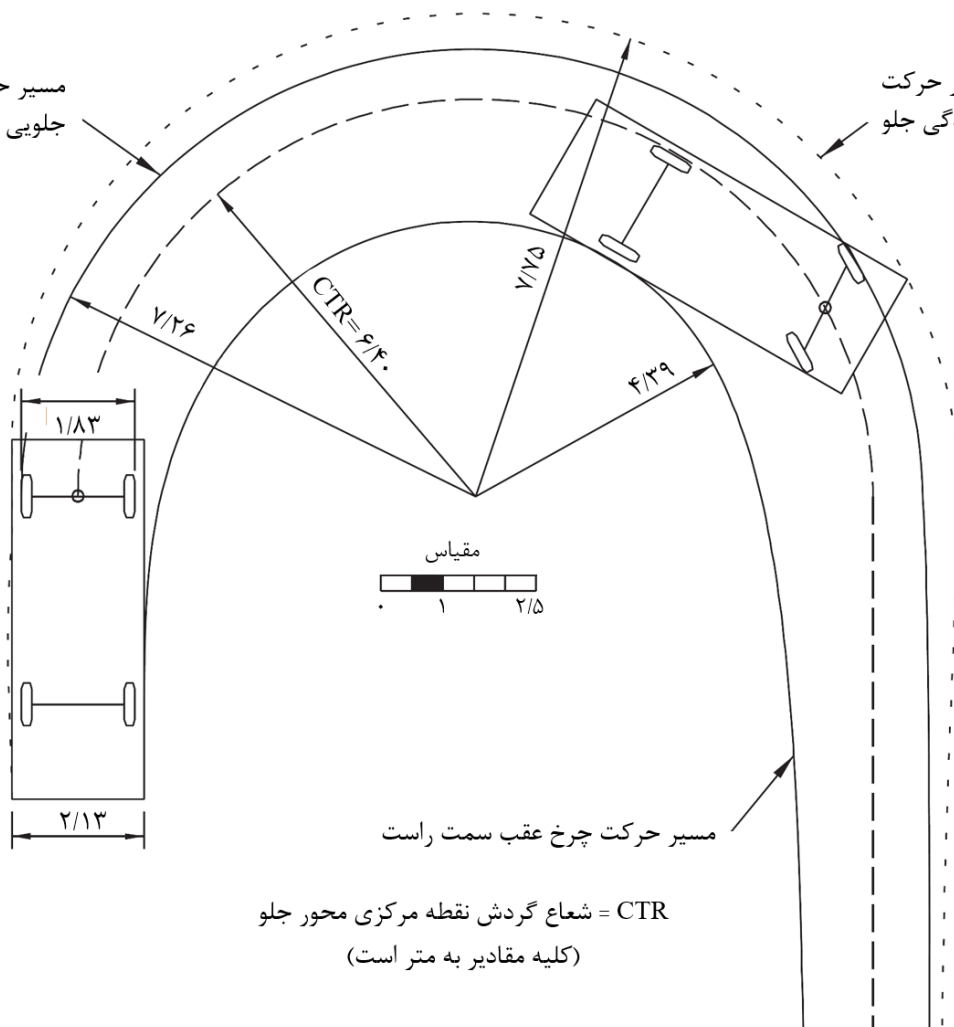 مسیر
جلویی
حرکت
جلو
۷/۷۵
CTR=۶/۴۰
۷/۲۶
۴/۳۹
۱/۸۳
مقیاس
۰ ۱ ۲/۵
۲/۱۳
مسیر حرکت چرخ عقب سمت راست
CTR = شعاع گردش نقطه مرکزی محور جلو
(کلیه مقادیر به متر است)